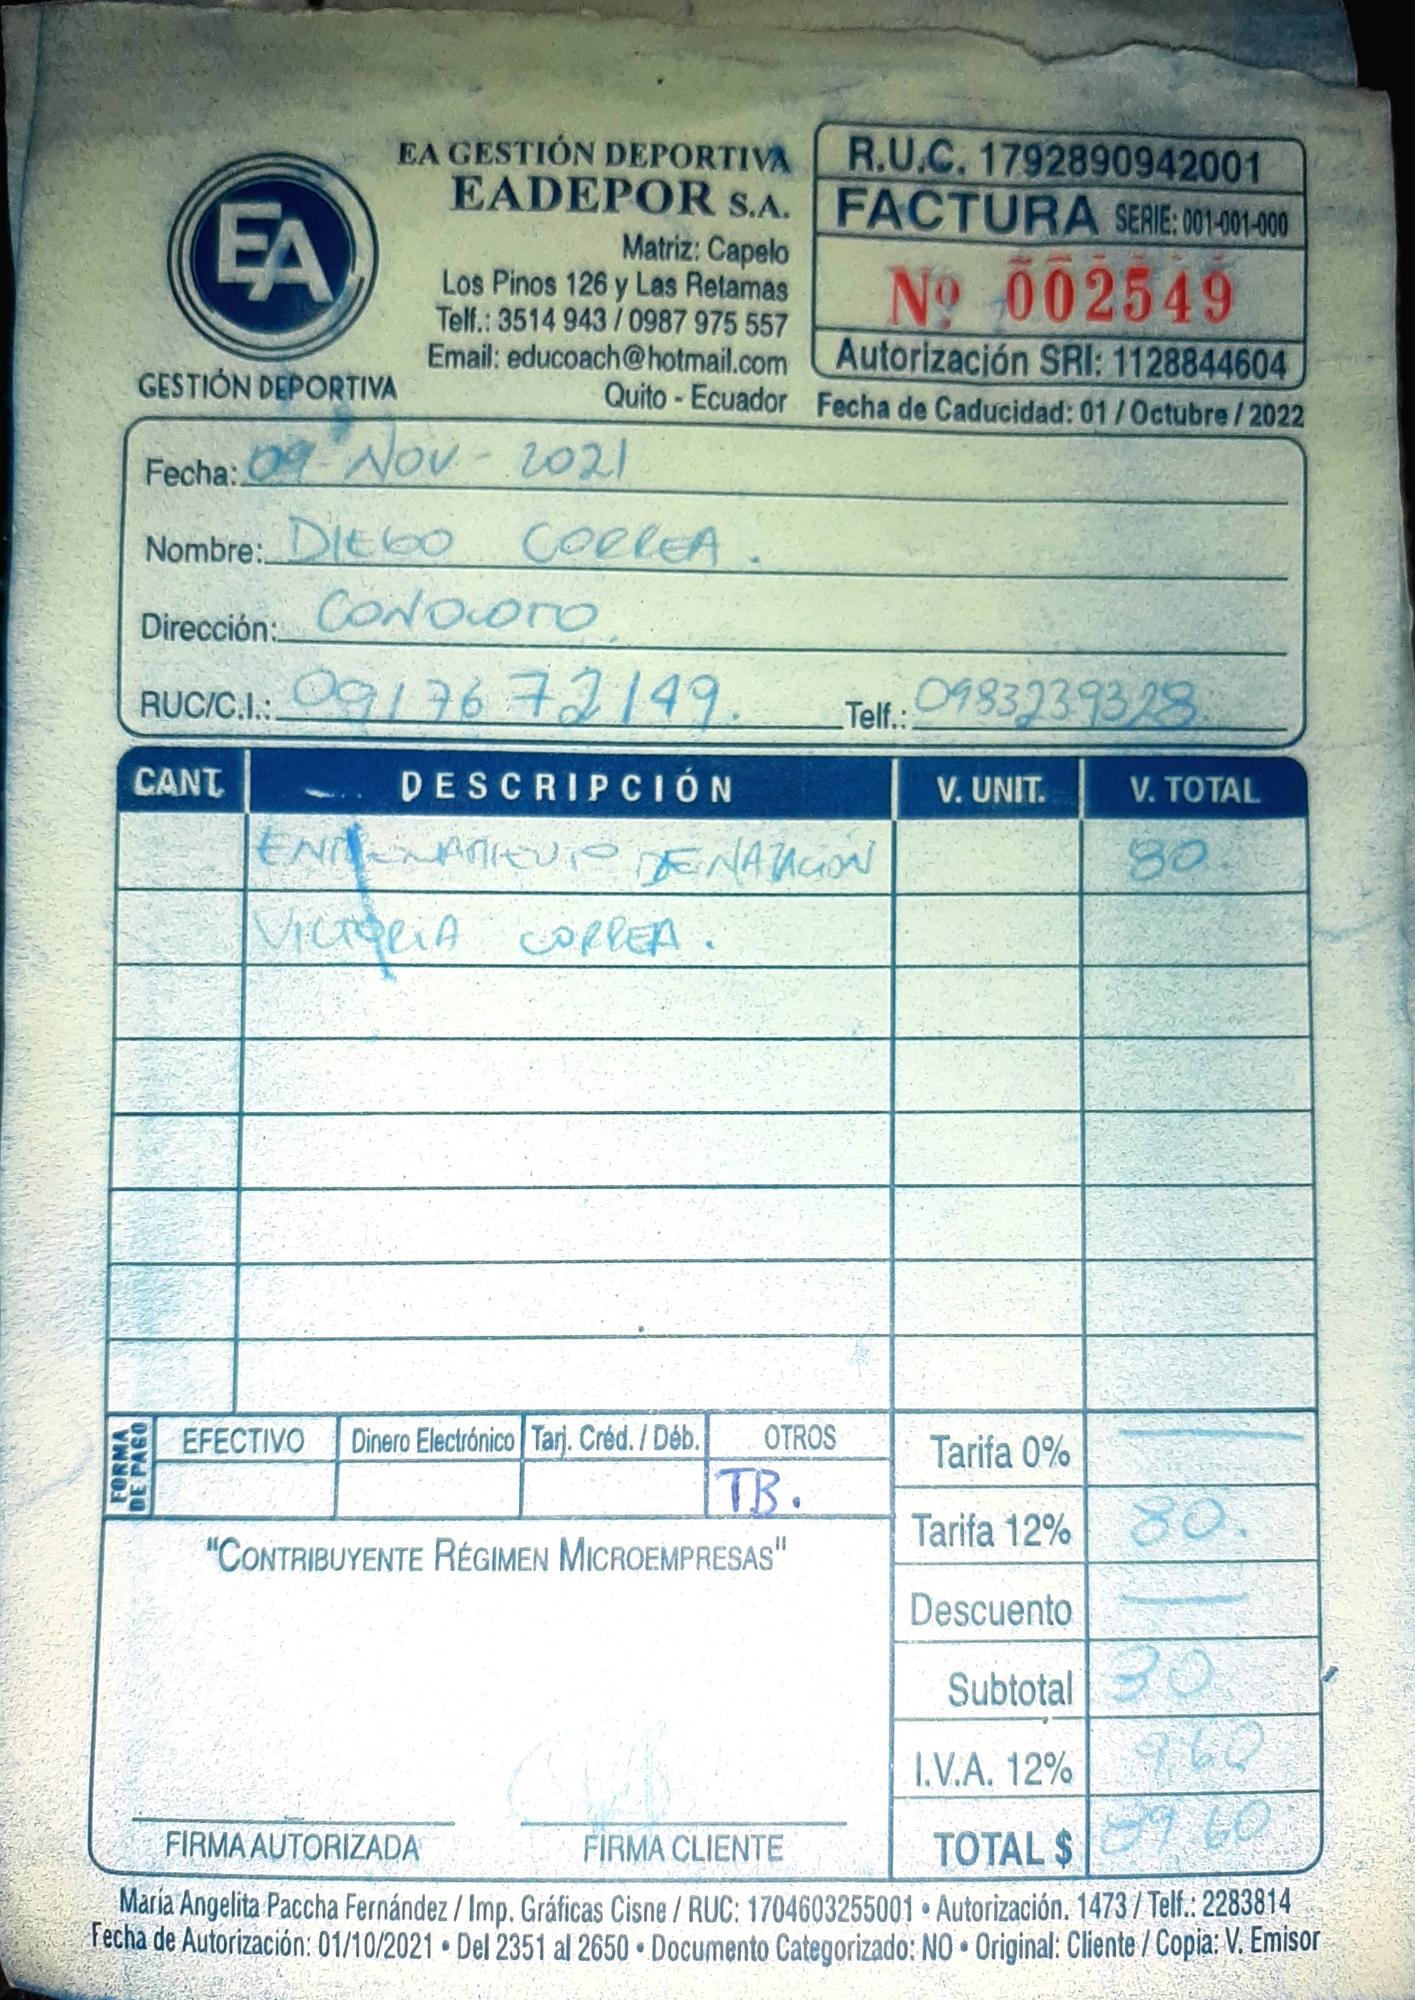 EA GESTIÓN DEPORTIVA
EADEPOR S.A.
Matriz: Capelo
Los Pinos 126 y Las Retamas
Telf.: 3514 943 / 0987 975 557
Email: educoach@hotmail.com
Quito - Ecuador
EA
GESTIÓN DEPORTIVA
R.U.C. 1792890942001
FACTURA SERIE: 001-001-000
Nº 002549
Autorización SRI: 1128844604
Fecha de Caducidad: 01 / Octubre / 2022
Fecha: 09 - NOV - 2021
Nombre: DIEGO CORREA.
Dirección: CONOCOTO.
RUC/C.I.: 0917672149. Telf.: 0983239328
CANT. DESCRIPCIÓN V. UNIT. V. TOTAL
ENTRENAMIENTO DE NATACIÓN 80
VICTORIA CORREA.
FORMA DE PAGO
EFECTIVO Dinero Electrónico Tarj. Créd. / Déb. OTROS
TB.
Tarifa 0% —
Tarifa 12% 80.
Descuento —
Subtotal 80
I.V.A. 12% 9.60
TOTAL $ 89.60
"CONTRIBUYENTE RÉGIMEN MICROEMPRESAS"
FIRMA AUTORIZADA FIRMA CLIENTE
María Angelita Paccha Fernández / Imp. Gráficas Cisne / RUC: 1704603255001 • Autorización. 1473 / Telf.: 2283814
Fecha de Autorización: 01/10/2021 • Del 2351 al 2650 • Documento Categorizado: NO • Original: Cliente / Copia: V. Emisor